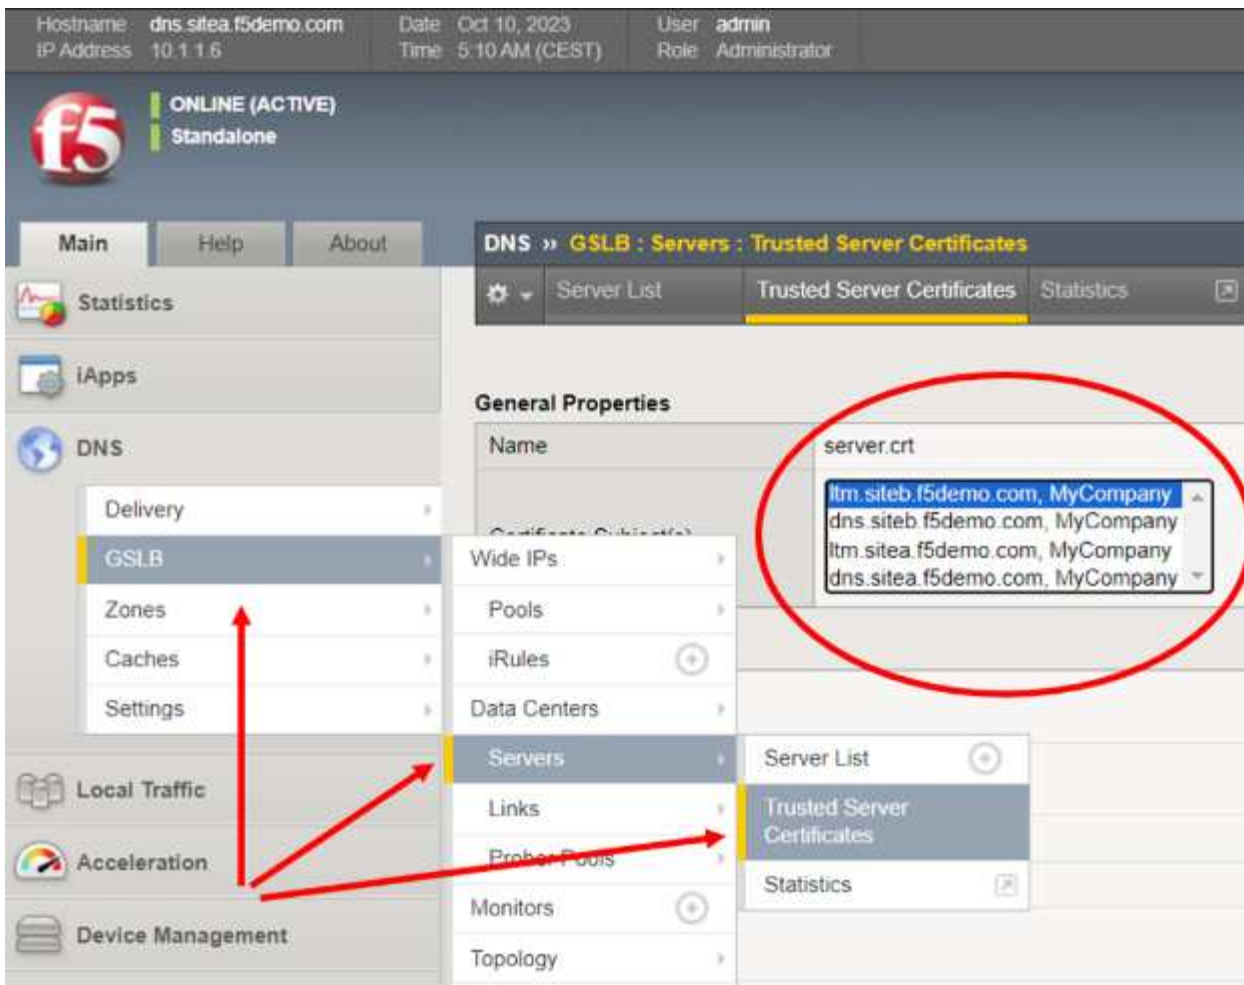 Hostname dns.sitea.f5demo.com Date Oct 10, 2023 User admin
IP Address 10.1.1.6 Time 5:10 AM (CEST) Role Administrator
f5
ONLINE (ACTIVE)
Standalone
Main Help About
DNS ›› GSLB : Servers : Trusted Server Certificates
Server List Trusted Server Certificates Statistics
Statistics
iApps
DNS
Delivery
GSLB
Zones
Caches
Settings
Local Traffic
Acceleration
Device Management
General Properties
Name server.crt
Certificate Subject(s)
ltm.siteb.f5demo.com, MyCompany
dns.siteb.f5demo.com, MyCompany
ltm.sitea.f5demo.com, MyCompany
dns.sitea.f5demo.com, MyCompany
Wide IPs
Pools
iRules
Data Centers
Servers
Links
Prober Pools
Monitors
Topology
Server List
Trusted Server
Certificates
Statistics